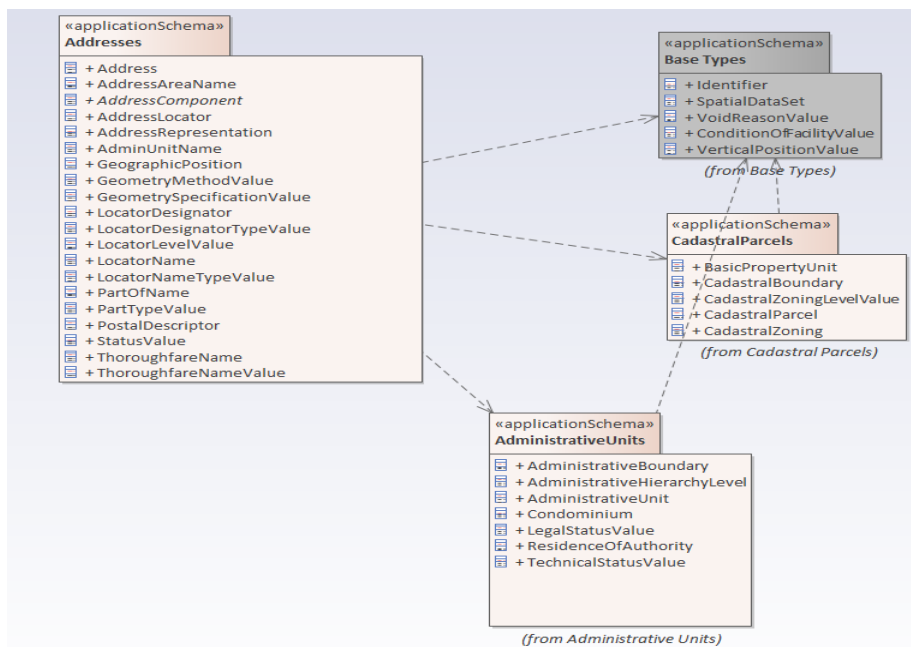 «applicationSchema»
Addresses
+ Address
+ AddressAreaName
+ AddressComponent
+ AddressLocator
+ AddressRepresentation
+ AdminUnitName
+ GeographicPosition
+ GeometryMethodValue
+ GeometrySpecificationValue
+ LocatorDesignator
+ LocatorDesignatorTypeValue
+ LocatorLevelValue
+ LocatorName
+ LocatorNameTypeValue
+ PartOfName
+ PartTypeValue
+ PostalDescriptor
+ StatusValue
+ ThoroughfareName
+ ThoroughfareNameValue
«applicationSchema»
Base Types
+ Identifier
+ SpatialDataSet
+ VoidReasonValue
+ ConditionOfFacilityValue
+ VerticalPositionValue
(from Base Types)
«applicationSchema»
CadastralParcels
+ BasicPropertyUnit
+ CadastralBoundary
+ CadastralZoningLevelValue
+ CadastralParcel
+ CadastralZoning
(from Cadastral Parcels)
«applicationSchema»
AdministrativeUnits
+ AdministrativeBoundary
+ AdministrativeHierarchyLevel
+ AdministrativeUnit
+ Condominium
+ LegalStatusValue
+ ResidenceOfAuthority
+ TechnicalStatusValue
(from Administrative Units)